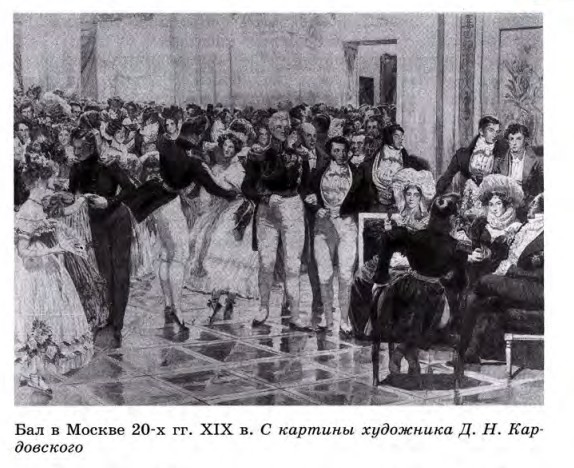 Бал в Москве 20-х гг. XIX в. С картины художника Д. Н. Кар-
довского